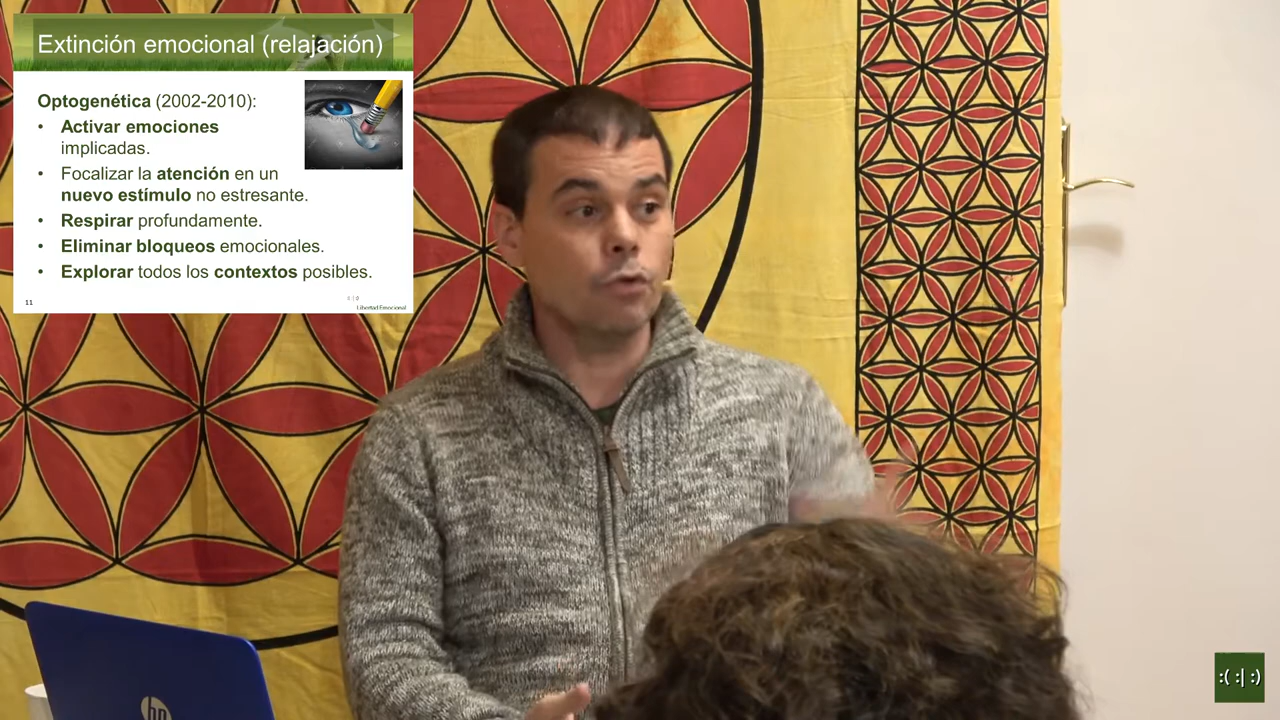 Extinción emocional (relajación)
Optogenética (2002-2010):
• Activar emociones
implicadas.
• Focalizar la atención en un
nuevo estímulo no estresante.
• Respirar profundamente.
• Eliminar bloqueos emocionales.
• Explorar todos los contextos posibles.
11
:( :| :)
Libertad Emocional
hp
:( :| :)